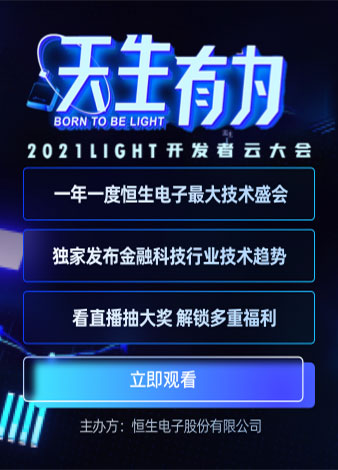 天生有为
BORN TO BE LIGHT
2021LIGHT开发者云大会
一年一度恒生电子最大技术盛会
独家发布金融科技行业技术趋势
看直播抽大奖 解锁多重福利
立即观看
主办方：恒生电子股份有限公司